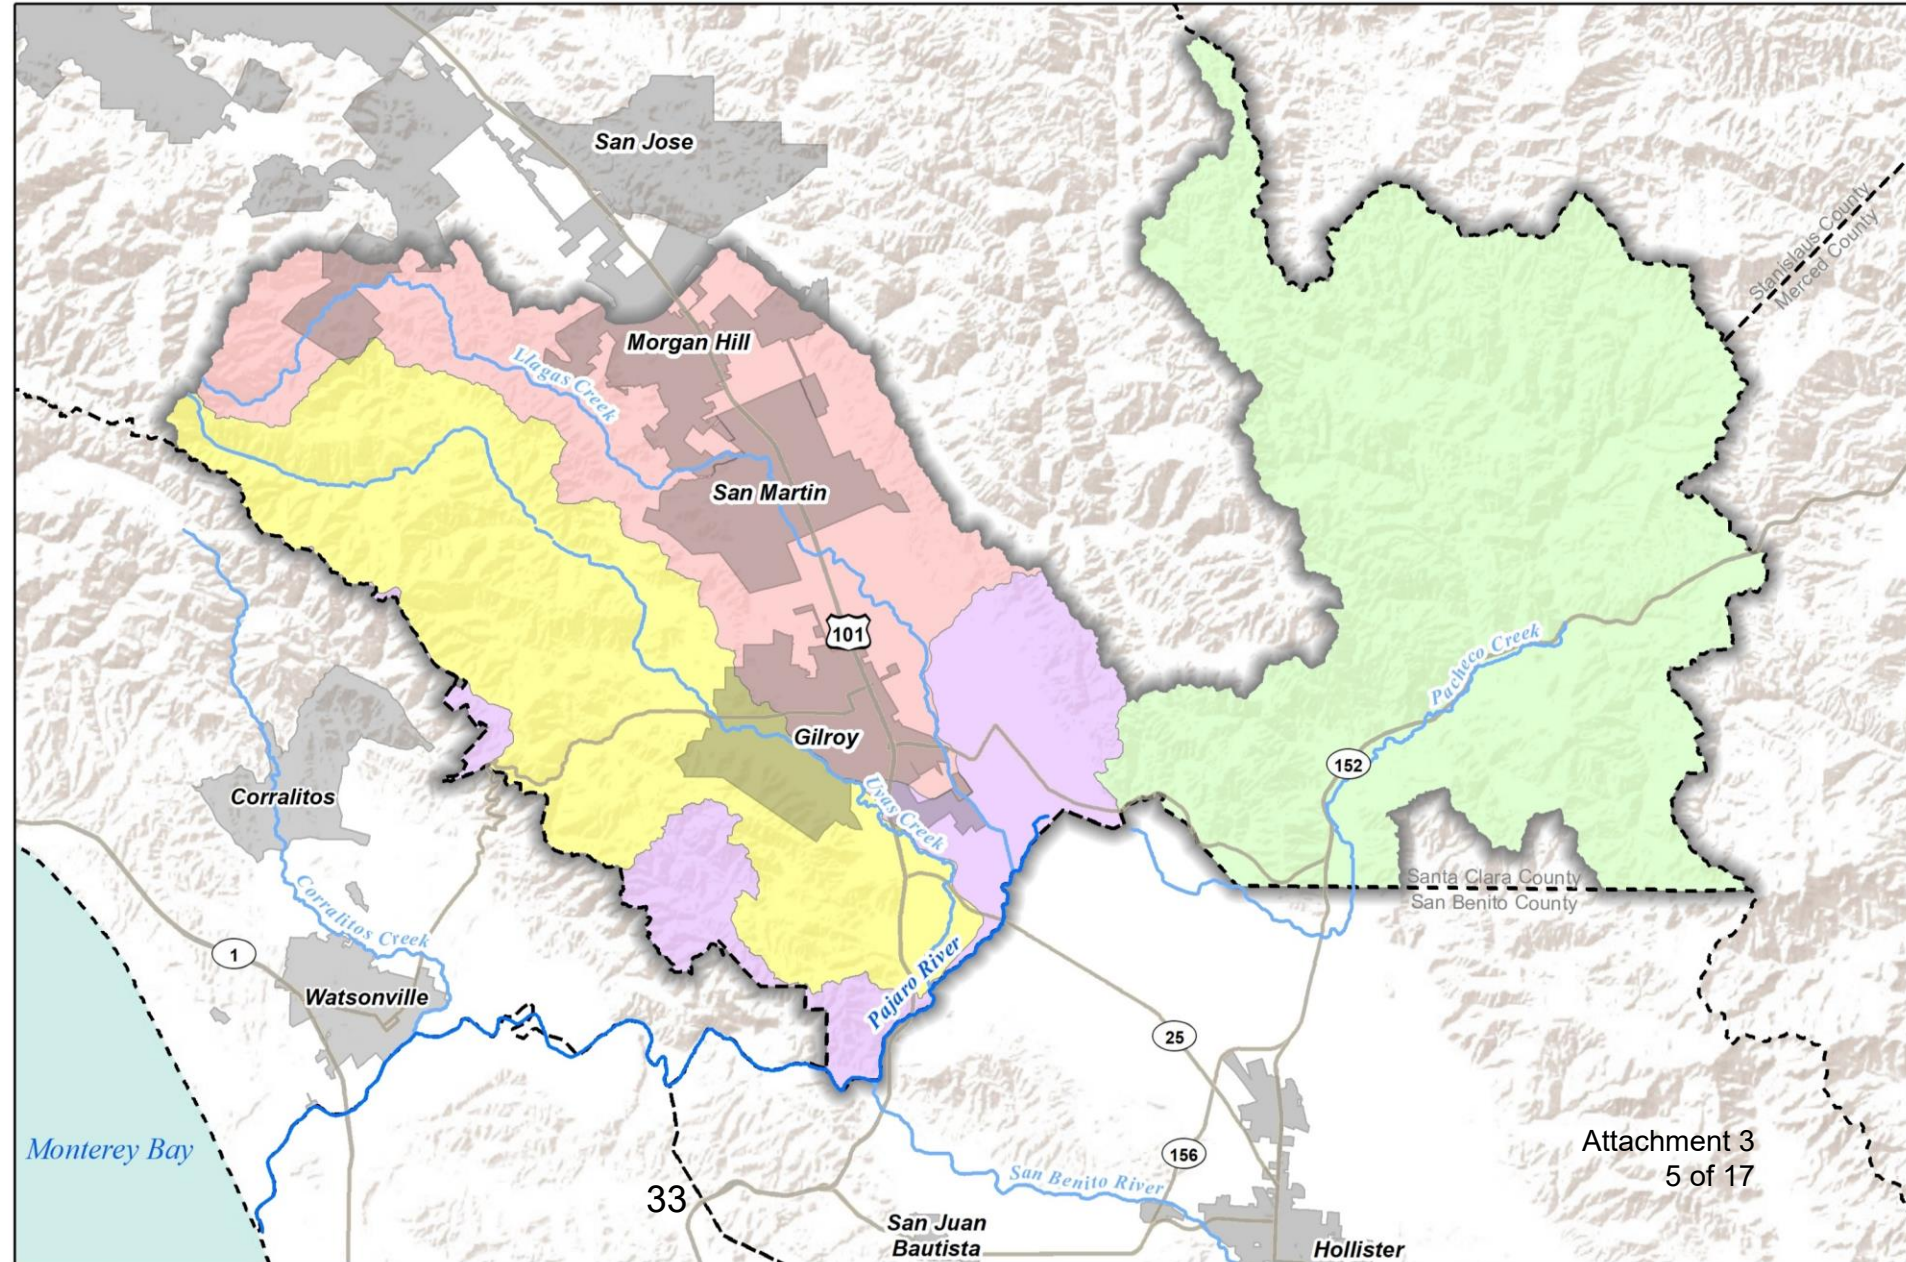 San Jose
Stanislaus County
Merced County
Morgan Hill
Llagas Creek
San Martin
101
Pacheco Creek
Gilroy
152
Corralitos
Uvas Creek
Santa Clara County
San Benito County
Corralitos Creek
1
Watsonville
Pajaro River
25
Monterey Bay
156
Attachment 3
5 of 17
San Benito River
33
San Juan
Bautista
Hollister